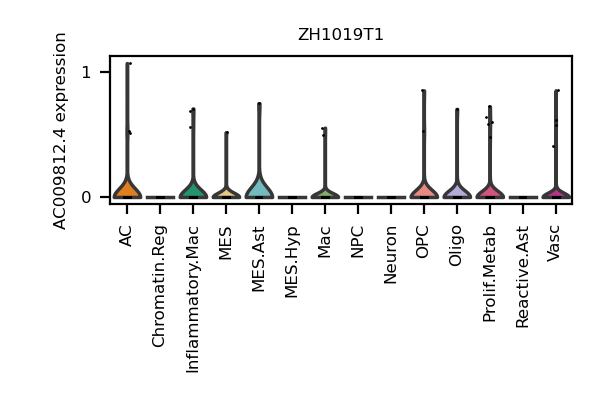 ZH1019T1
AC009812.4 expression
1
0
AC
Chromatin.Reg
Inflammatory.Mac
MES
MES.Ast
MES.Hyp
Mac
NPC
Neuron
OPC
Oligo
Prolif.Metab
Reactive.Ast
Vasc